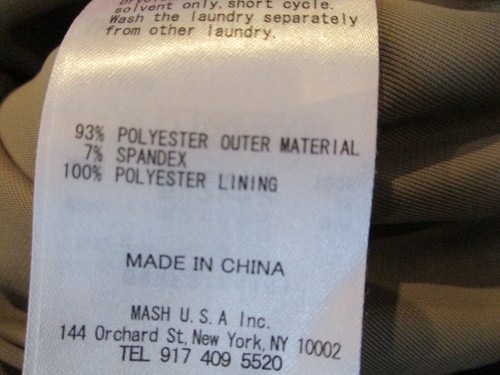 solvent only, short cycle.
Wash the laundry separately
from other laundry.
93% POLYESTER OUTER MATERIAL
7% SPANDEX
100% POLYESTER LINING
MADE IN CHINA
MASH U.S.A Inc.
144 Orchard St, New York, NY 10002
TEL 917 409 5520